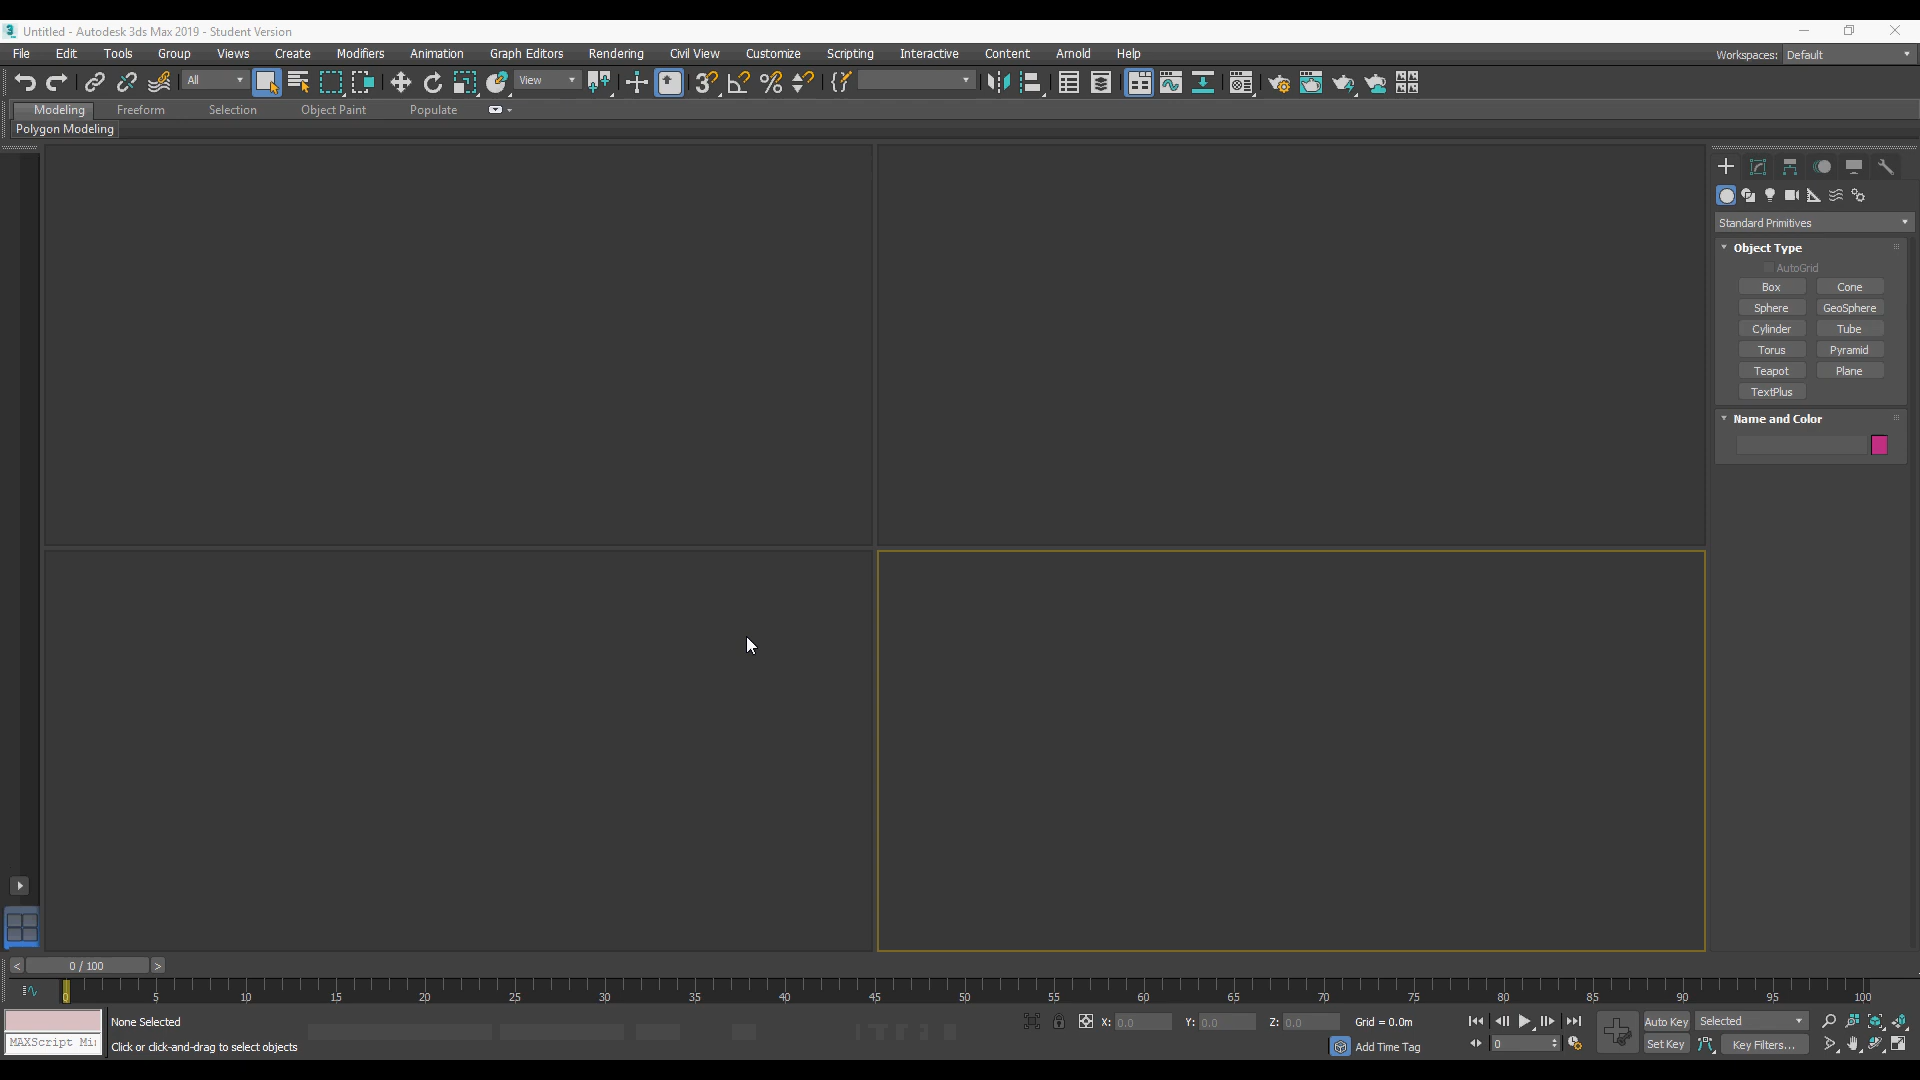 Untitled - Autodesk 3ds Max 2019 - Student Version
File Edit Tools Group Views Create Modifiers Animation Graph Editors Rendering Civil View Customize Scripting Interactive Content Arnold Help Workspaces: Default
All View
Modeling Freeform Selection Object Paint Populate
Polygon Modeling
Standard Primitives
Object Type
AutoGrid
Box Cone
Sphere GeoSphere
Cylinder Tube
Torus Pyramid
Teapot Plane
TextPlus
Name and Color
< 0 / 100 >
0 5 10 15 20 25 30 35 40 45 50 55 60 65 70 75 80 85 90 95 100
None Selected X: 0.0 Y: 0.0 Z: 0.0 Grid = 0.0m Auto Key Selected
MAXScript Mi Click or click-and-drag to select objects Add Time Tag 0 Set Key Key Filters...